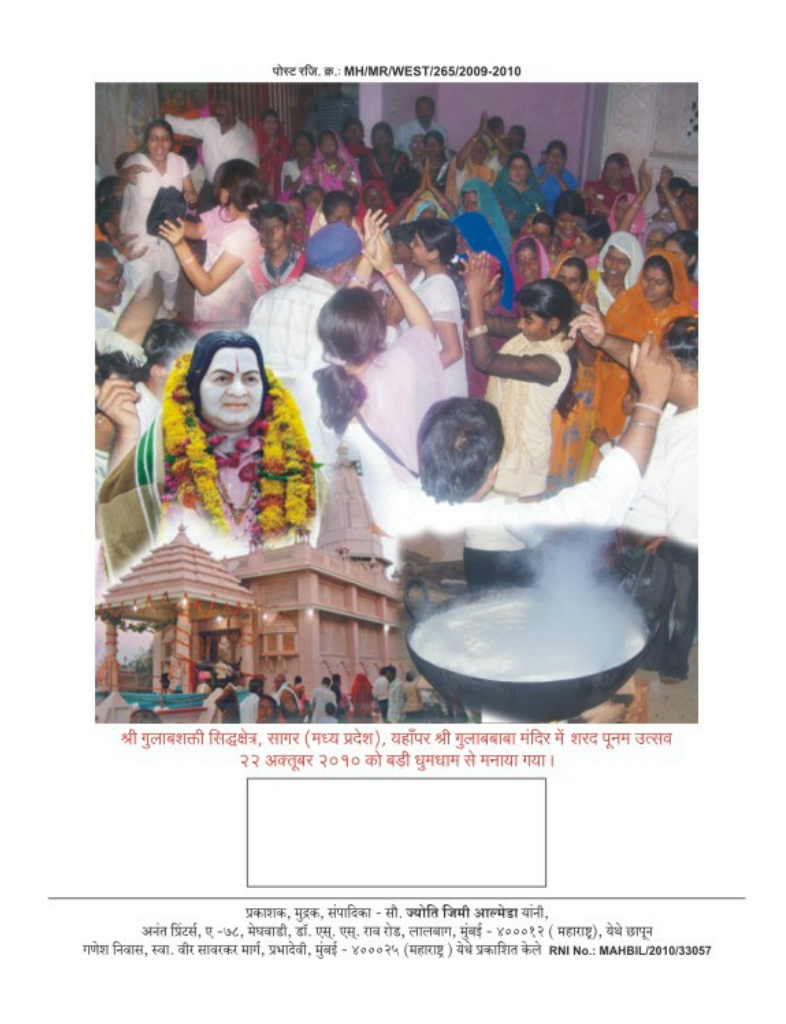 पोस्ट रजि. क्र.: MH/MR/WEST/265/2009-2010
श्री गुलाबशक्ती सिद्धक्षेत्र, सागर (मध्य प्रदेश), यहाँपर श्री गुलाबबाबा मंदिर में शरद पूनम उत्सव
२२ अक्तूबर २०१० को बडी धुमधाम से मनाया गया।
प्रकाशक, मुद्रक, संपादिका - सौ. ज्योति जिमी आल्मेडा यांनी,
अनंत प्रिंटर्स, ए -७८, मेघवाडी, डॉ. एस्. एस्. राव रोड, लालबाग, मुंबई - ४०००१२ ( महाराष्ट्र), येथे छापून
गणेश निवास, स्वा. वीर सावरकर मार्ग, प्रभादेवी, मुंबई - ४०००२५ (महाराष्ट्र ) येथे प्रकाशित केले RNI No.: MAHBIL/2010/33057